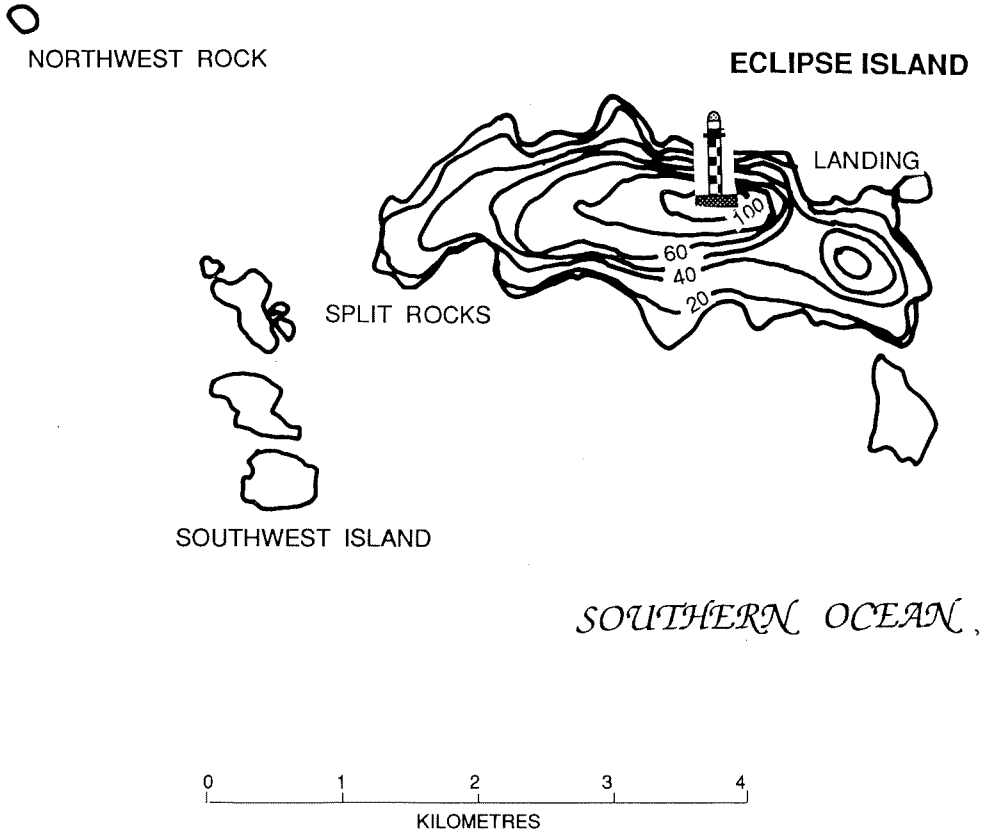 NORTHWEST ROCK
ECLIPSE ISLAND
LANDING
100
60
40
20
SPLIT ROCKS
SOUTHWEST ISLAND
SOUTHERN OCEAN
0 1 2 3 4
KILOMETRES